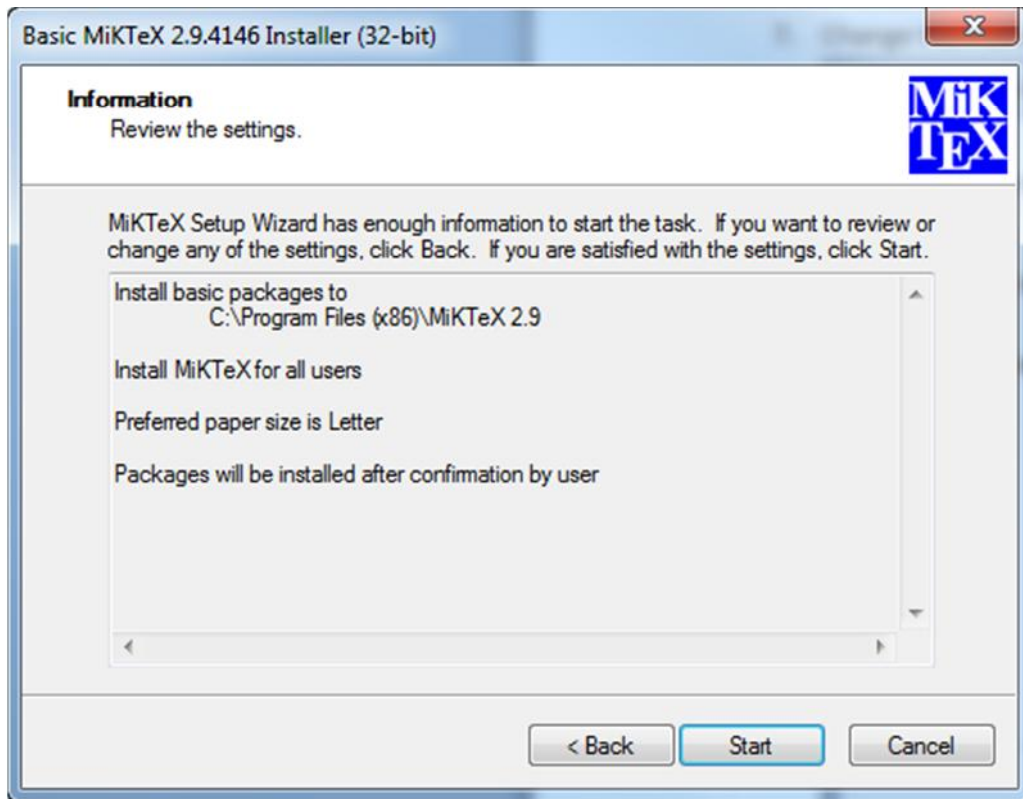 Basic MiKTeX 2.9.4146 Installer (32-bit)
Information
Review the settings.
MiK
TEX
MiKTeX Setup Wizard has enough information to start the task. If you want to review or
change any of the settings, click Back. If you are satisfied with the settings, click Start.
Install basic packages to
C:\Program Files (x86)\MiKTeX 2.9
Install MiKTeX for all users
Preferred paper size is Letter
Packages will be installed after confirmation by user
< Back
Start
Cancel